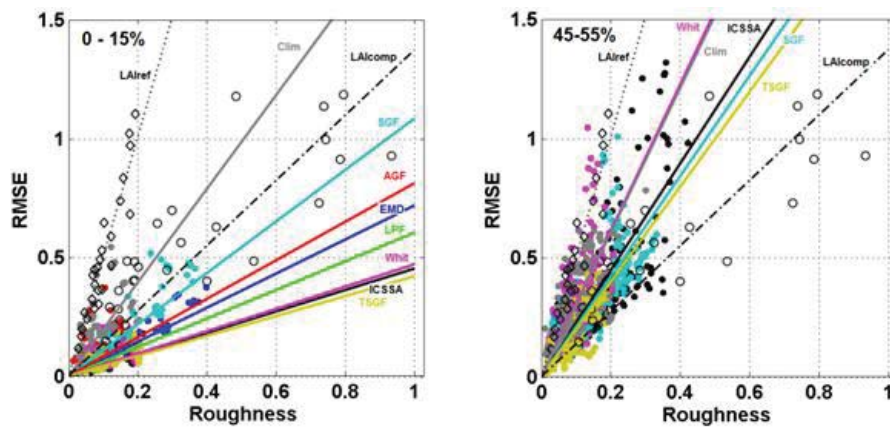 0 - 15%
Clim
LAIref
LAIcomp
SGF
AGF
EMD
LPF
Whit
ICSSA
TSGF
RMSE
1.5
1
0.5
0
0 0.2 0.4 0.6 0.8 1
Roughness
45-55%
Whit
ICSSA
SGF
LAIref
Clim
LAIcomp
TSGF
RMSE
1.5
1
0.5
0
0 0.2 0.4 0.6 0.8 1
Roughness